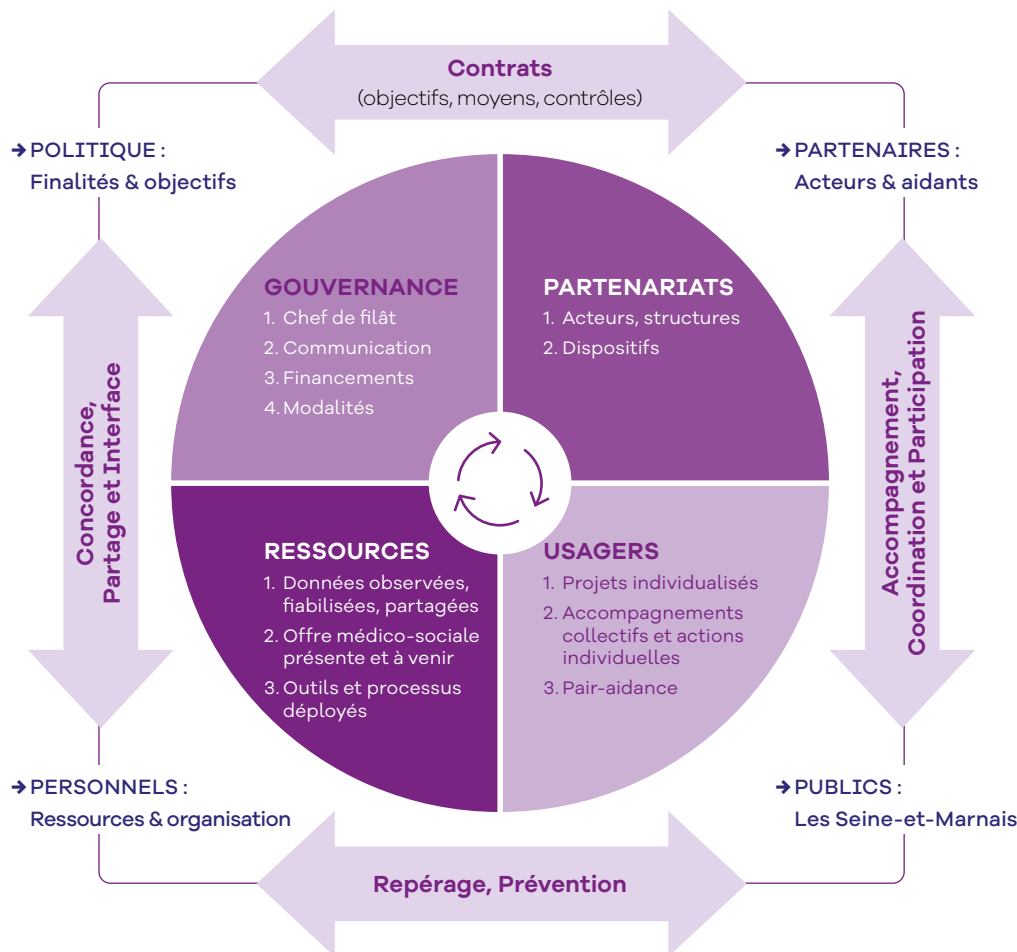 Contrats
(objectifs, moyens, contrôles)
→ POLITIQUE :
Finalités & objectifs
→ PARTENAIRES :
Acteurs & aidants
GOUVERNANCE
1. Chef de filât
2. Communication
3. Financements
4. Modalités
PARTENARIATS
1. Acteurs, structures
2. Dispositifs
Concordance,
Partage et Interface
Accompagnement,
Coordination et Participation
RESSOURCES
1. Données observées,
fiabilisées, partagées
2. Offre médico-sociale
présente et à venir
3. Outils et processus
déployés
USAGERS
1. Projets individualisés
2. Accompagnements
collectifs et actions
individuelles
3. Pair-aidance
→ PERSONNELS :
Ressources & organisation
→ PUBLICS :
Les Seine-et-Marnais
Repérage, Prévention